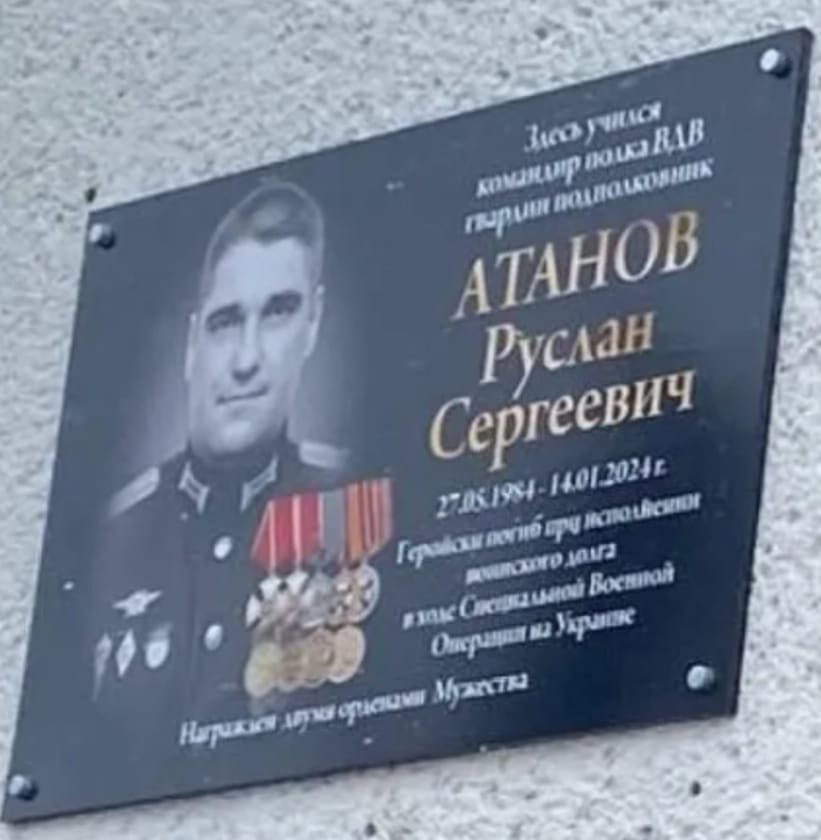 Здесь учился
командир полка ВДВ
гвардии подполковник
АТАНОВ
Руслан
Сергеевич
27.05.1984 - 14.01.2024 г.
Геройски погиб при исполнении
воинского долга
в ходе Специальной Военной
Операции на Украине
Награжден двумя орденами Мужества